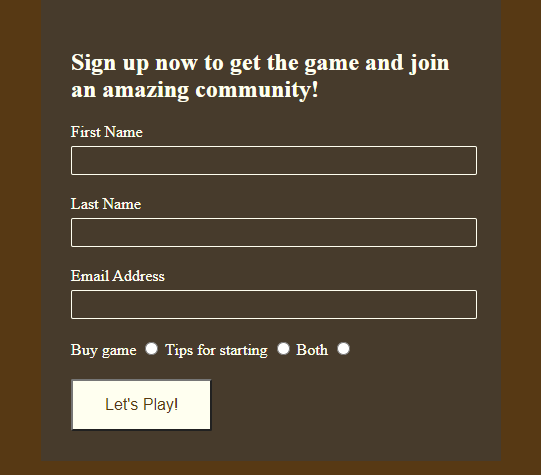 Sign up now to get the game and join
an amazing community!
First Name
Last Name
Email Address
Buy game Tips for starting Both
Let's Play!